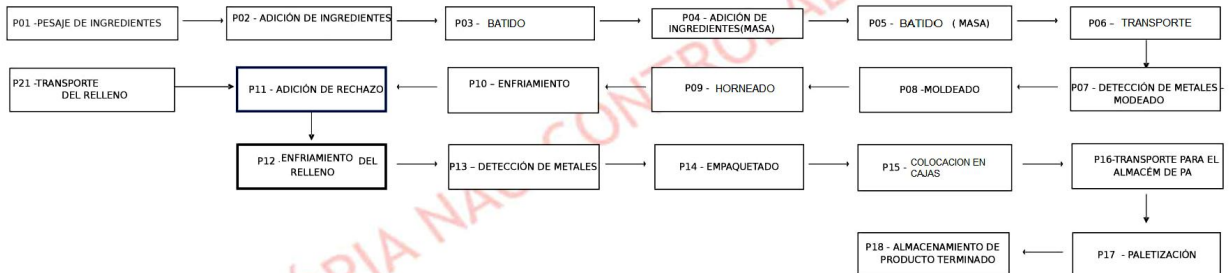 P01 -PESAJE DE INGREDIENTES
P02 - ADICIÓN DE INGREDIENTES
P03 - BATIDO
P04 - ADICIÓN DE
INGREDIENTES(MASA)
P05 - BATIDO ( MASA)
P06 – TRANSPORTE
P21 -TRANSPORTE
DEL RELLENO
P11 - ADICIÓN DE RECHAZO
P10 – ENFRIAMIENTO
P09 - HORNEADO
P08 -MOLDEADO
P07 - DETECCIÓN DE METALES -
MODEADO
P12 - ENFRIAMIENTO DEL
RELLENO
P13 – DETECCIÓN DE METALES
P14 - EMPAQUETADO
P15 - COLOCACION EN
CAJAS
P16-TRANSPORTE PARA EL
ALMACÉM DE PA
P18 - ALMACENAMIENTO DE
PRODUCTO TERMINADO
P17 - PALETIZACIÓN